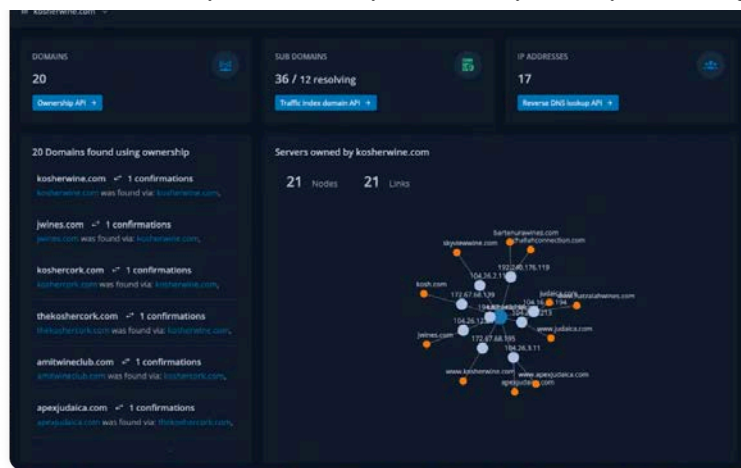 kosherwine.com
DOMAINS
20
Ownership API →
SUB DOMAINS
36 / 12 resolving
Traffic index domain API →
IP ADDRESSES
17
Reverse DNS lookup API →
20 Domains found using ownership
kosherwine.com 1 confirmations
kosherwine.com was found via: kosherwine.com,
jwines.com 1 confirmations
jwines.com was found via: kosherwine.com,
koshercork.com 1 confirmations
koshercork.com was found via: kosherwine.com,
thekoshercork.com 1 confirmations
thekoshercork.com was found via: kosherwine.com,
amitwineclub.com 1 confirmations
amitwineclub.com was found via: koshercork.com,
apexjudaica.com 1 confirmations
apexjudaica.com was found via: thekoshercork.com,
Servers owned by kosherwine.com
21 Nodes 21 Links
bartenurawines.com
challahconnection.com
skyviewwine.com
192.240.176.119
104.26.2.11
kosh.com
172.67.68.139
judaica.com
jwines.com
www.judaica.com
172.67.68.195
104.26.3.11
www.kosherwine.com
www.apexjudaica.com
apexjudaica.com